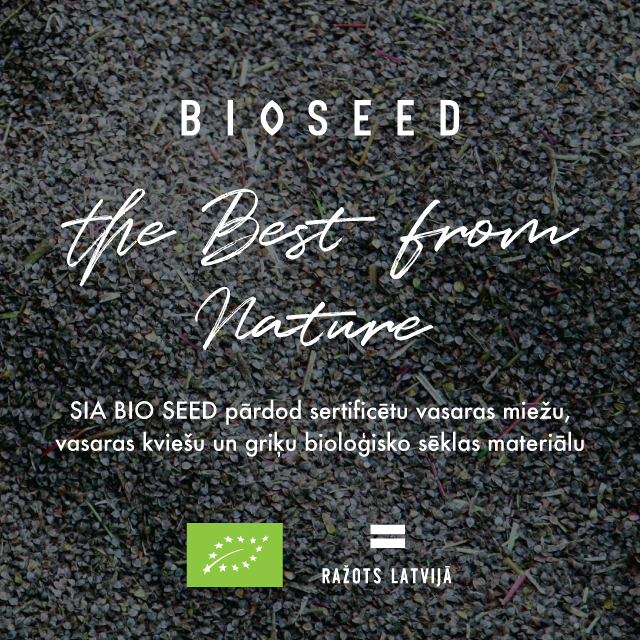 BIOSEED
the Best from
Nature
SIA BIO SEED pārdod sertificētu vasaras miežu,
vasaras kviešu un griķu bioloģisko sēklas materiālu
RAŽOTS LATVIJĀ